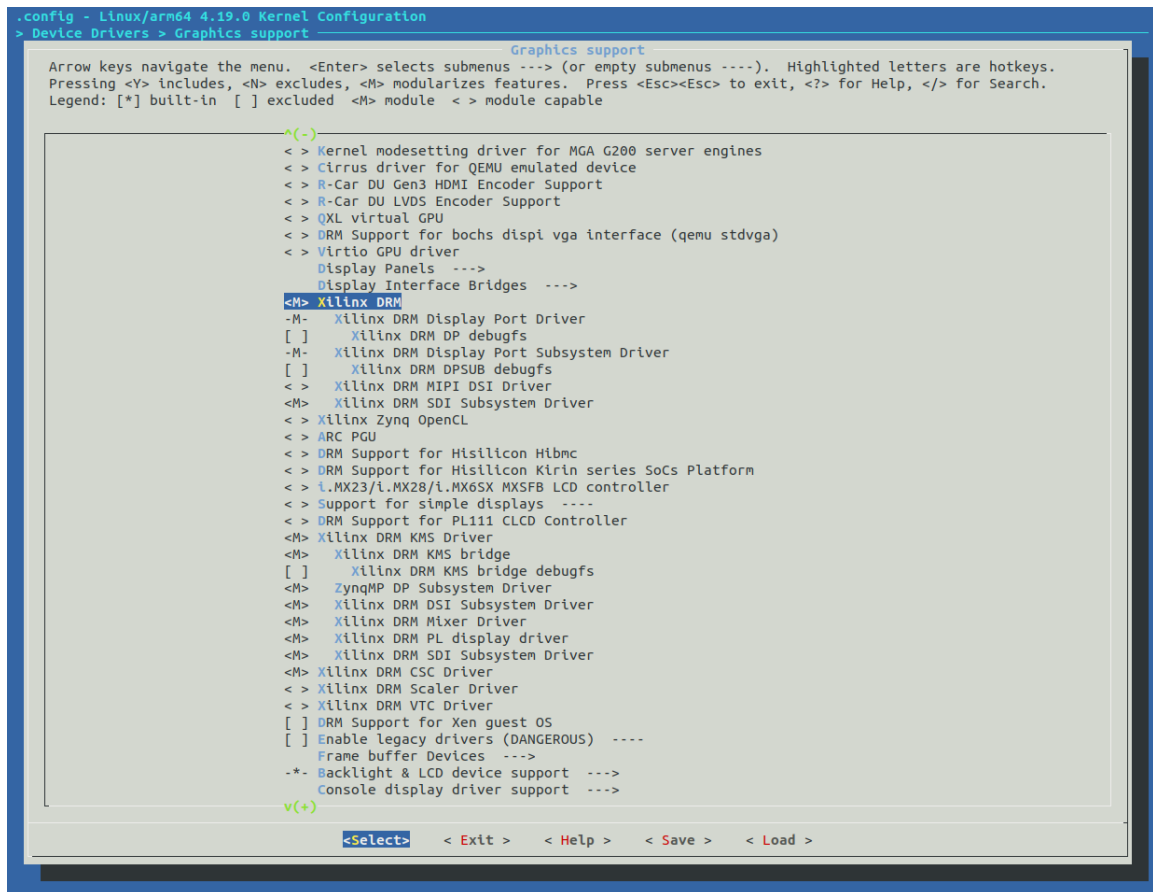 .config - Linux/arm64 4.19.0 Kernel Configuration
> Device Drivers > Graphics support
Graphics support
Arrow keys navigate the menu.  <Enter> selects submenus ---> (or empty submenus ----).  Highlighted letters are hotkeys.
Pressing <Y> includes, <N> excludes, <M> modularizes features.  Press <Esc><Esc> to exit, <?> for Help, </> for Search.
Legend: [*] built-in  [ ] excluded  <M> module  < > module capable
^(-)
< > Kernel modesetting driver for MGA G200 server engines
< > Cirrus driver for QEMU emulated device
< > R-Car DU Gen3 HDMI Encoder Support
< > R-Car DU LVDS Encoder Support
< > QXL virtual GPU
< > DRM Support for bochs dispi vga interface (qemu stdvga)
< > Virtio GPU driver
    Display Panels  --->
    Display Interface Bridges  --->
<M> Xilinx DRM
-M-   Xilinx DRM Display Port Driver
[ ]     Xilinx DRM DP debugfs
-M-   Xilinx DRM Display Port Subsystem Driver
[ ]     Xilinx DRM DPSUB debugfs
< >   Xilinx DRM MIPI DSI Driver
<M>   Xilinx DRM SDI Subsystem Driver
< > Xilinx Zynq OpenCL
< > ARC PGU
< > DRM Support for Hisilicon Hibmc
< > DRM Support for Hisilicon Kirin series SoCs Platform
< > i.MX23/i.MX28/i.MX6SX MXSFB LCD controller
< > Support for simple displays  ----
< > DRM Support for PL111 CLCD Controller
<M> Xilinx DRM KMS Driver
<M>   Xilinx DRM KMS bridge
[ ]     Xilinx DRM KMS bridge debugfs
<M>   ZynqMP DP Subsystem Driver
<M>   Xilinx DRM DSI Subsystem Driver
<M>   Xilinx DRM Mixer Driver
<M>   Xilinx DRM PL display driver
<M>   Xilinx DRM SDI Subsystem Driver
<M> Xilinx DRM CSC Driver
< > Xilinx DRM Scaler Driver
< > Xilinx DRM VTC Driver
[ ] DRM Support for Xen guest OS
[ ] Enable legacy drivers (DANGEROUS)  ----
    Frame buffer Devices  --->
-*- Backlight & LCD device support  --->
    Console display driver support  --->
v(+)
<Select>    < Exit >    < Help >    < Save >    < Load >